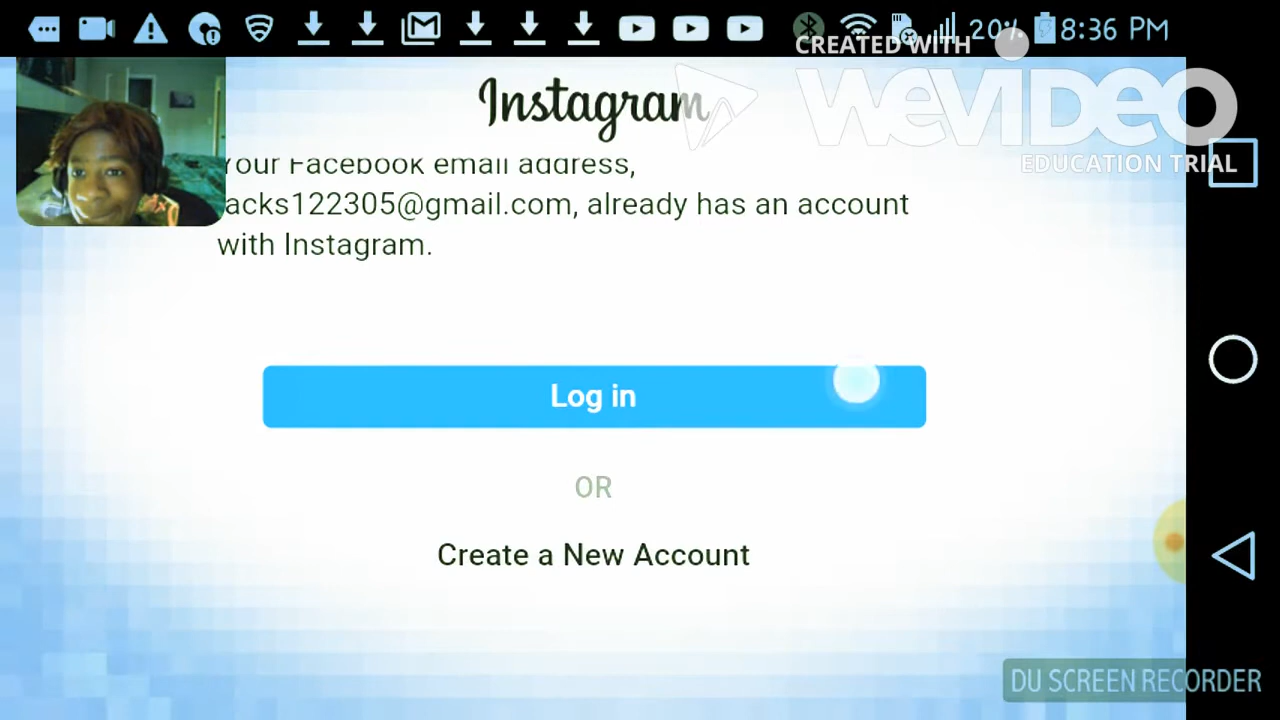 20% 8:36 PM
CREATED WITH
WEVIDEO
EDUCATION TRIAL
Instagram
Your Facebook email address,
acks122305@gmail.com, already has an account
with Instagram.
Log in
OR
Create a New Account
DU SCREEN RECORDER